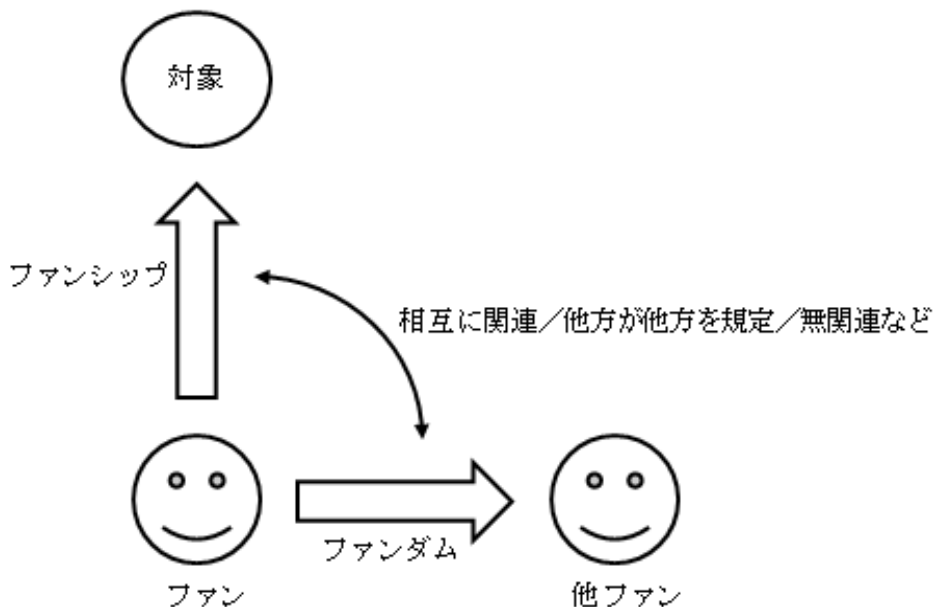 対象
ファンシップ
相互に関連／他方が他方を規定／無関連など
ファンダム
ファン
他ファン